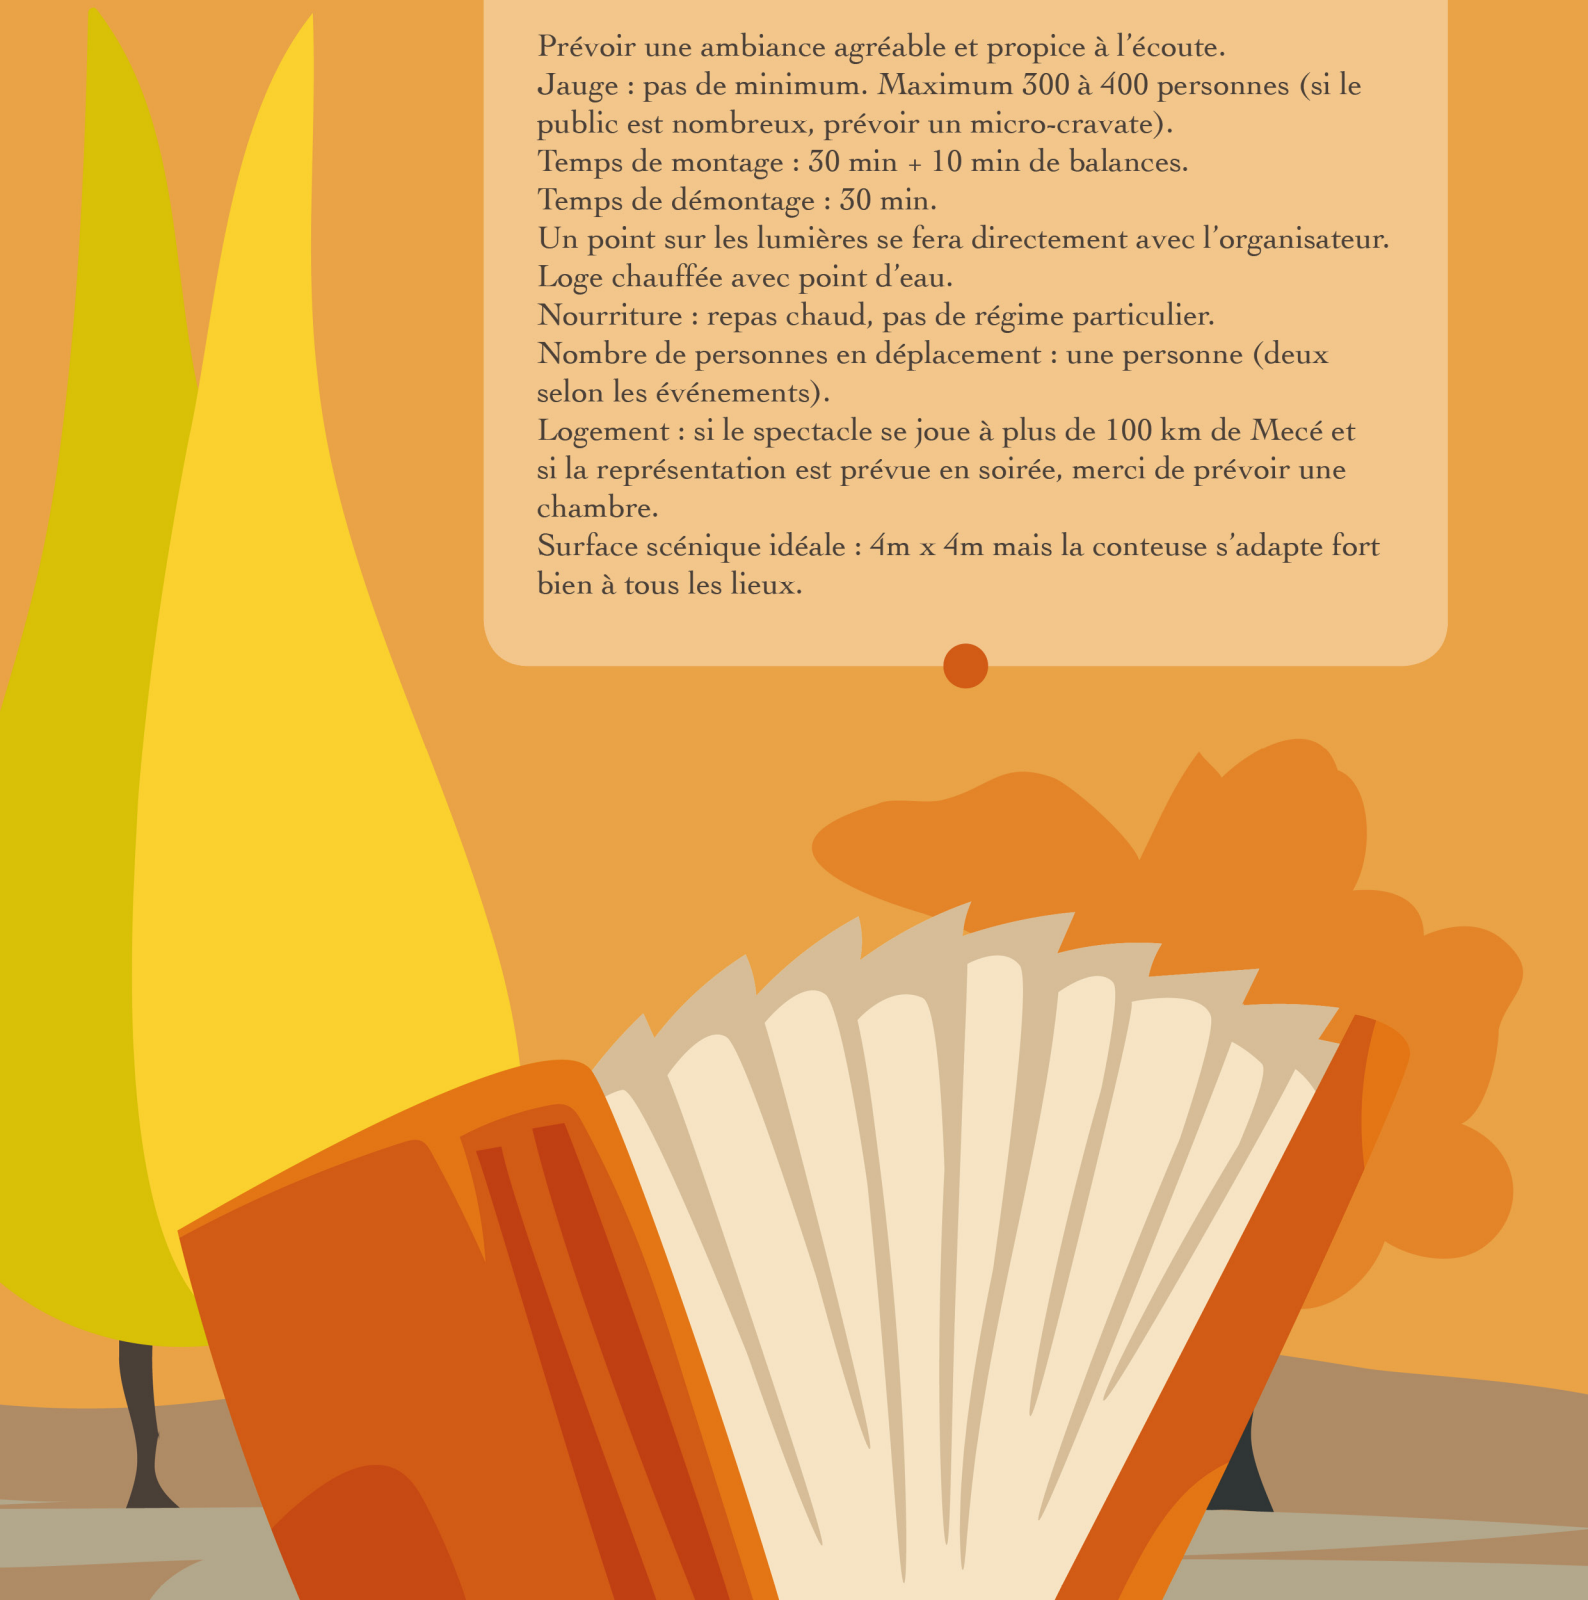 Prévoir une ambiance agréable et propice à l’écoute.
Jauge : pas de minimum. Maximum 300 à 400 personnes (si le
public est nombreux, prévoir un micro-cravate).
Temps de montage : 30 min + 10 min de balances.
Temps de démontage : 30 min.
Un point sur les lumières se fera directement avec l’organisateur.
Loge chauffée avec point d’eau.
Nourriture : repas chaud, pas de régime particulier.
Nombre de personnes en déplacement : une personne (deux
selon les événements).
Logement : si le spectacle se joue à plus de 100 km de Mecé et
si la représentation est prévue en soirée, merci de prévoir une
chambre.
Surface scénique idéale : 4m x 4m mais la conteuse s’adapte fort
bien à tous les lieux.